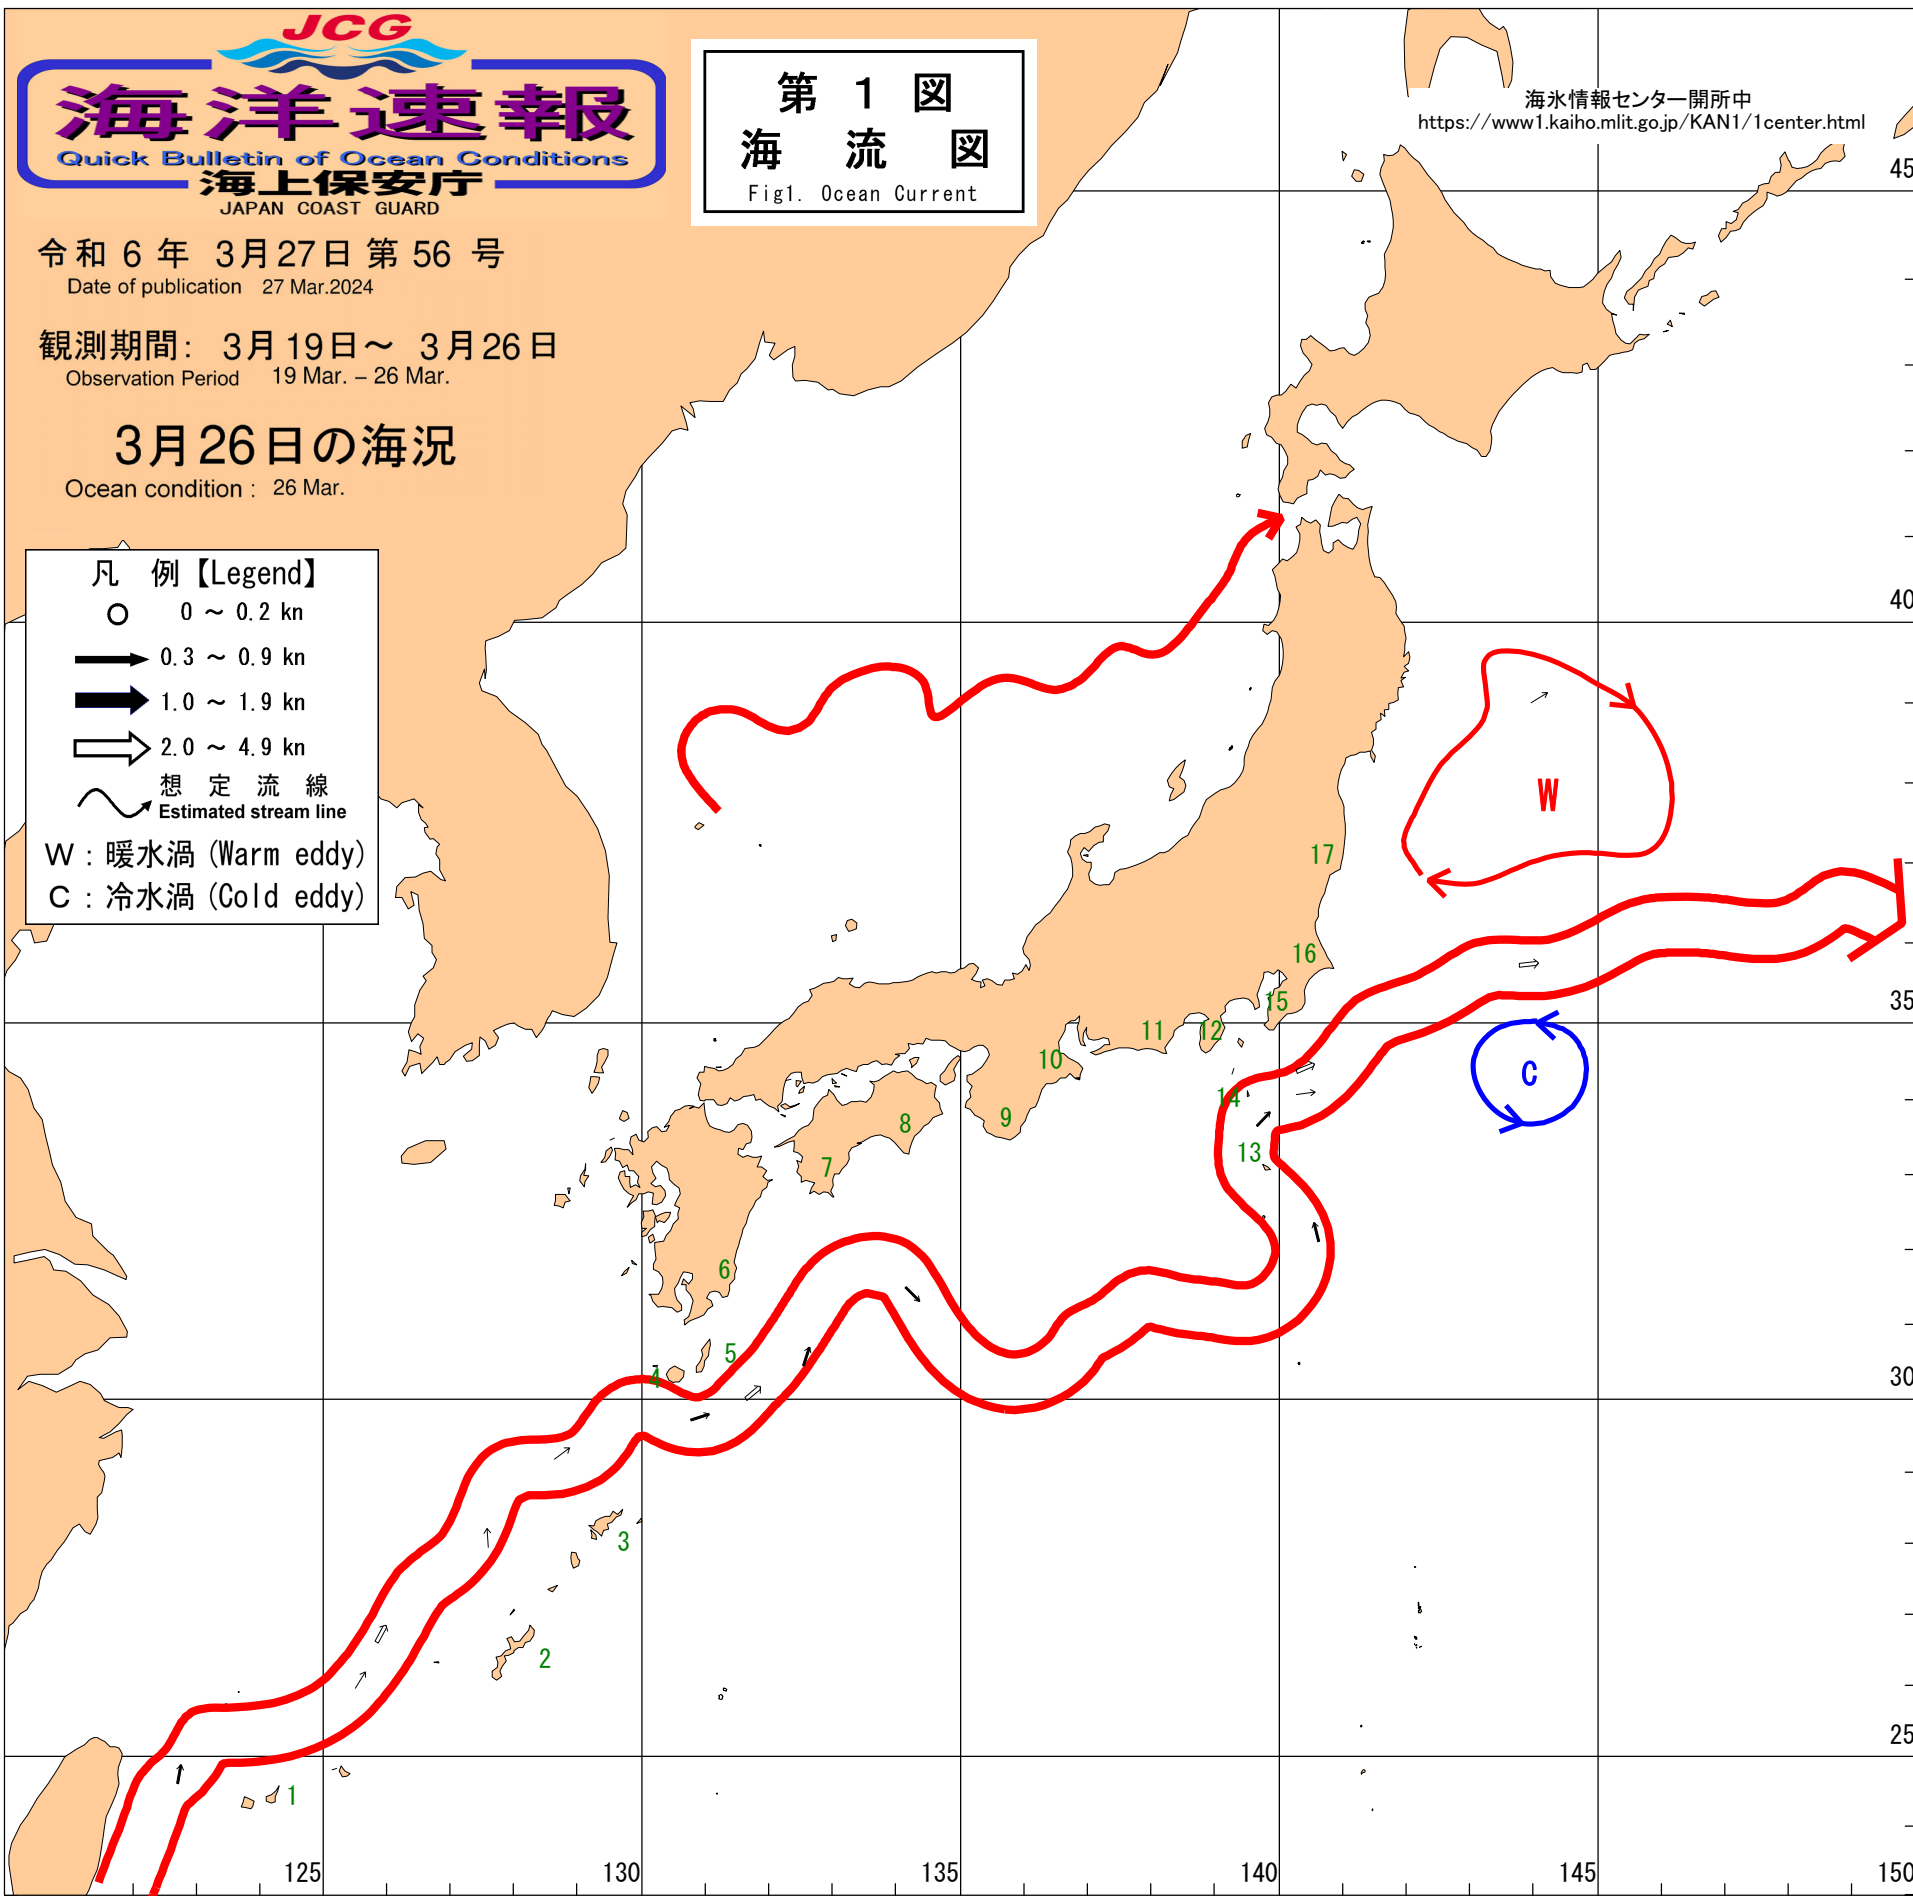 JCG
海洋速報
Quick Bulletin of Ocean Conditions
海上保安庁
JAPAN COAST GUARD
令和 6 年 3月27日 第 56 号
Date of publication 27 Mar.2024
観測期間: 3月19日～ 3月26日
Observation Period 19 Mar. – 26 Mar.
3月26日の海況
Ocean condition : 26 Mar.
第 1 図
海 流 図
Fig1. Ocean Current
海氷情報センター開所中
https://www1.kaiho.mlit.go.jp/KAN1/1center.html
凡 例【Legend】
0 ～ 0.2 kn
0.3 ～ 0.9 kn
1.0 ～ 1.9 kn
2.0 ～ 4.9 kn
想 定 流 線
Estimated stream line
W : 暖水渦 (Warm eddy)
C : 冷水渦 (Cold eddy)
45
40
W
17
16
35
15
12
11
10
C
14
9
8
13
7
6
5
4
30
3
2
25
1
125
130
135
140
145
150